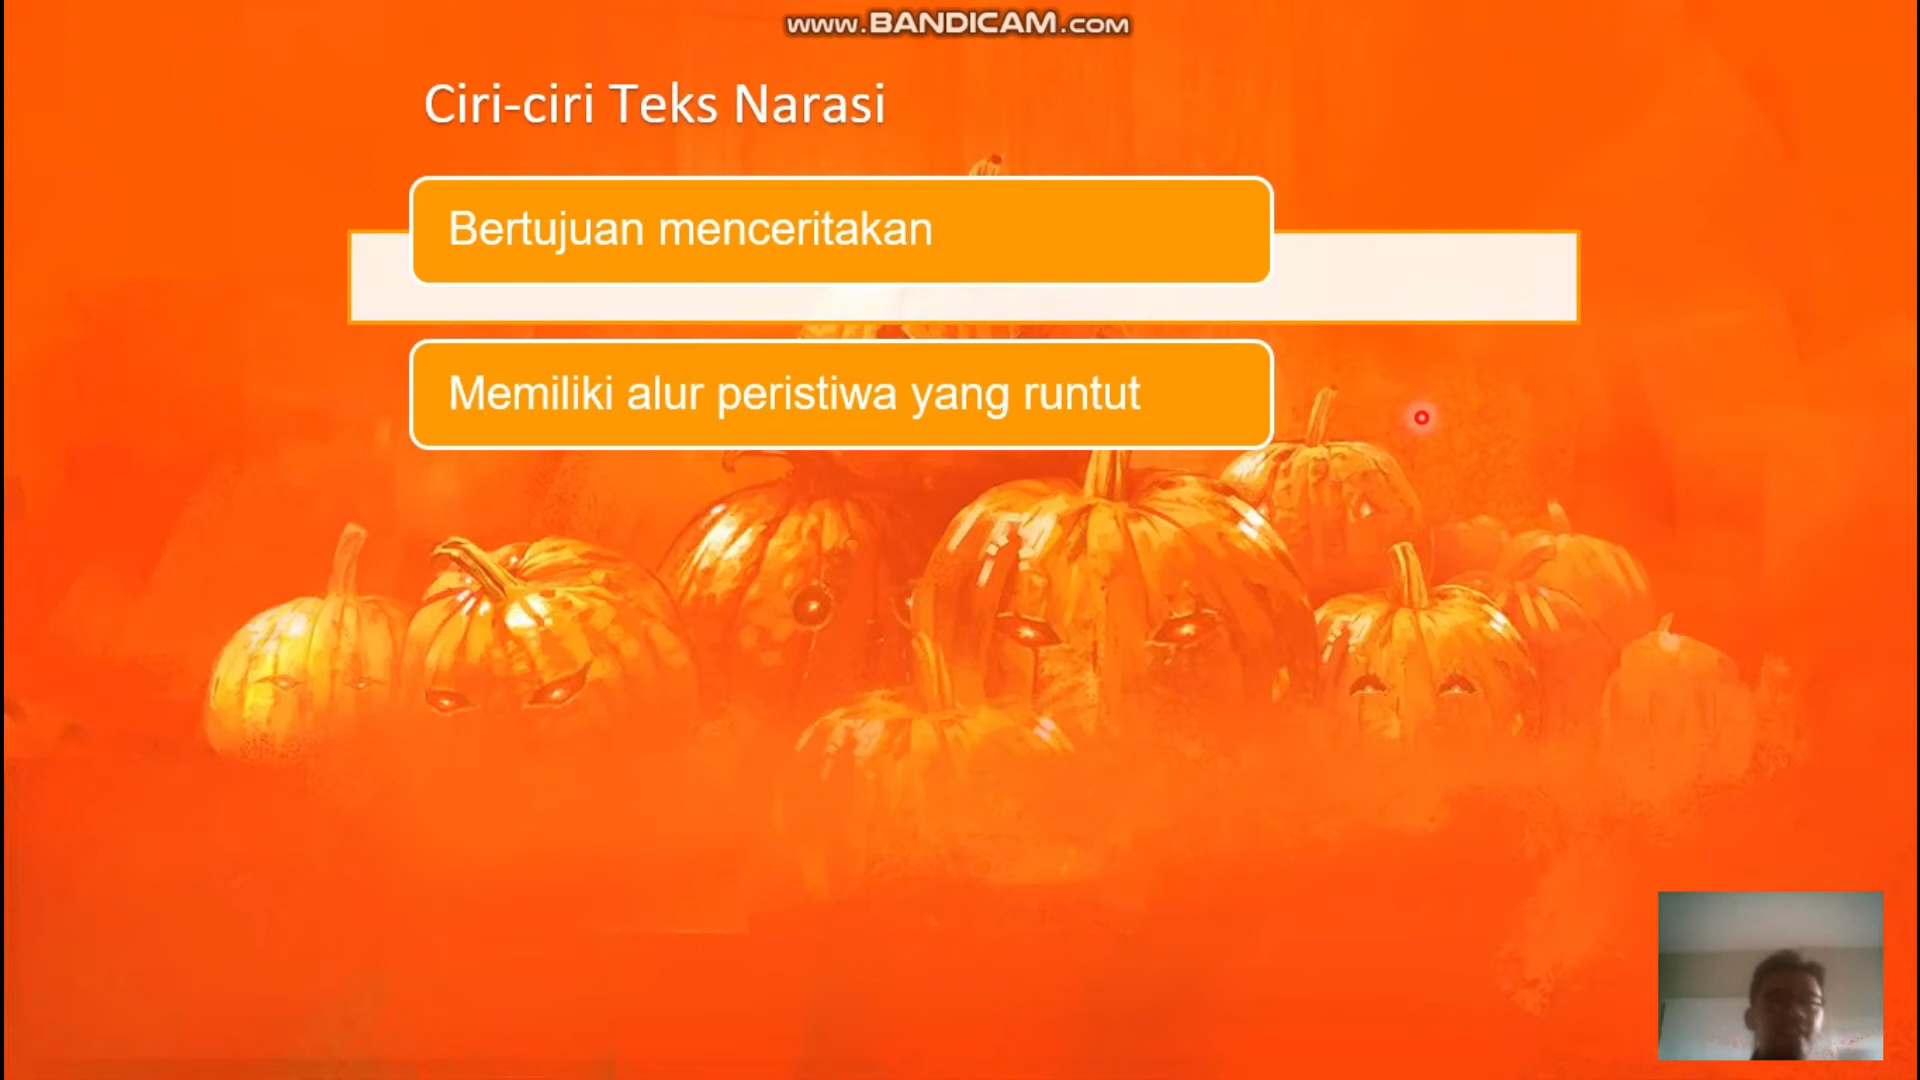 www.BANDICAM.com
Ciri-ciri Teks Narasi
Bertujuan menceritakan
Memiliki alur peristiwa yang runtut